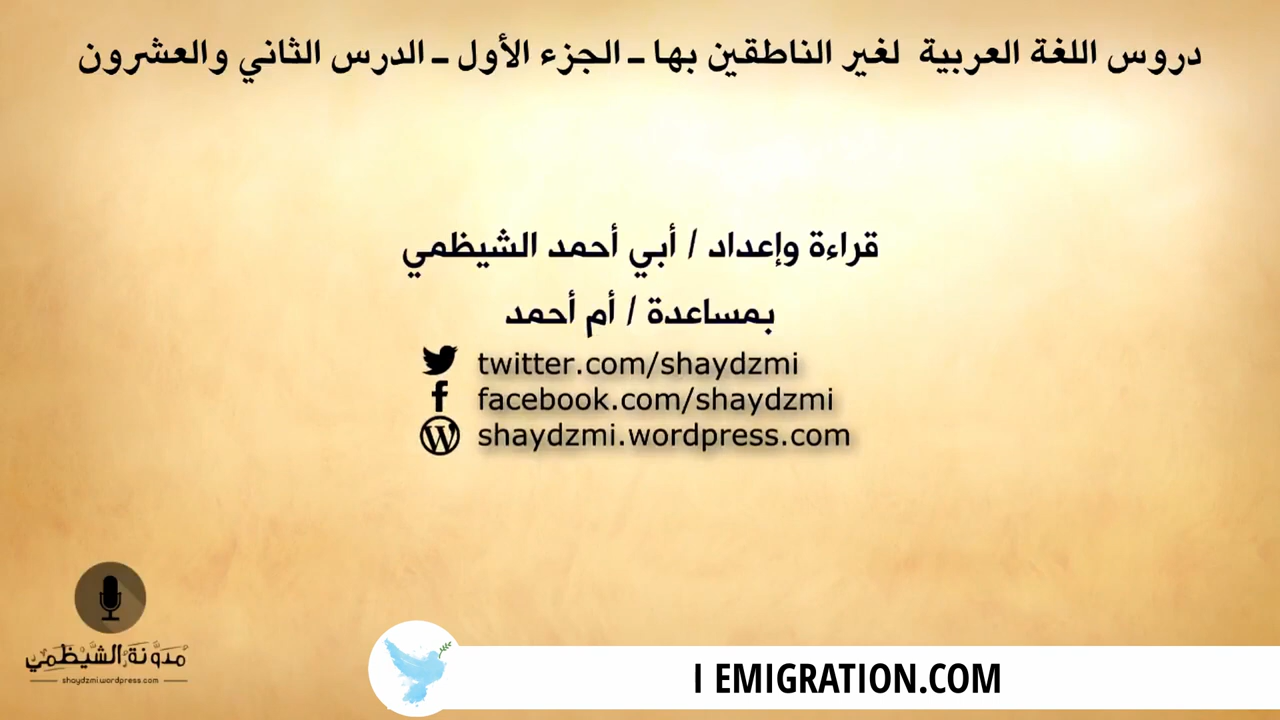 دروس اللغة العربية لغير الناطقين بها ـ الجزء الأول ـ الدرس الثاني والعشرون
قراءة وإعداد / أبي أحمد الشيظمي
بمساعدة / أم أحمد
twitter.com/shaydzmi
facebook.com/shaydzmi
shaydzmi.wordpress.com
مدونة الشيظمي
shaydzmi.wordpress.com
I EMIGRATION.COM